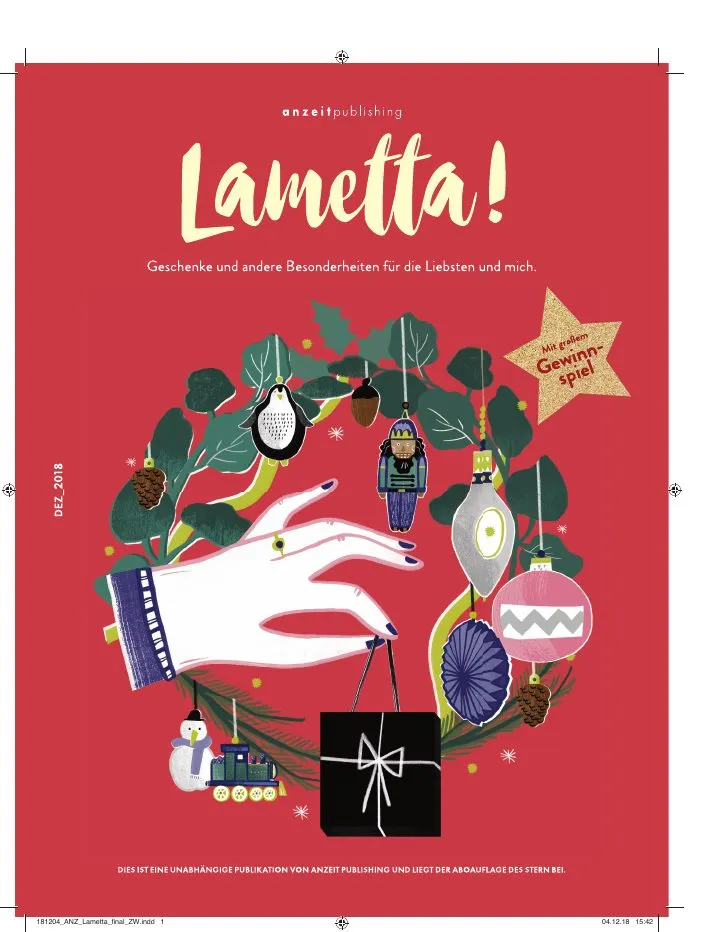 anzeitpublishing
Lametta!
Geschenke und andere Besonderheiten für die Liebsten und mich.
Mit großem
Gewinn-
spiel
DEZ_2018
DIES IST EINE UNABHÄNGIGE PUBLIKATION VON ANZEIT PUBLISHING UND LIEGT DER ABOAUFLAGE DES STERN BEI.
181204_ANZ_Lametta_final_ZW.indd 1
04.12.18 15:42